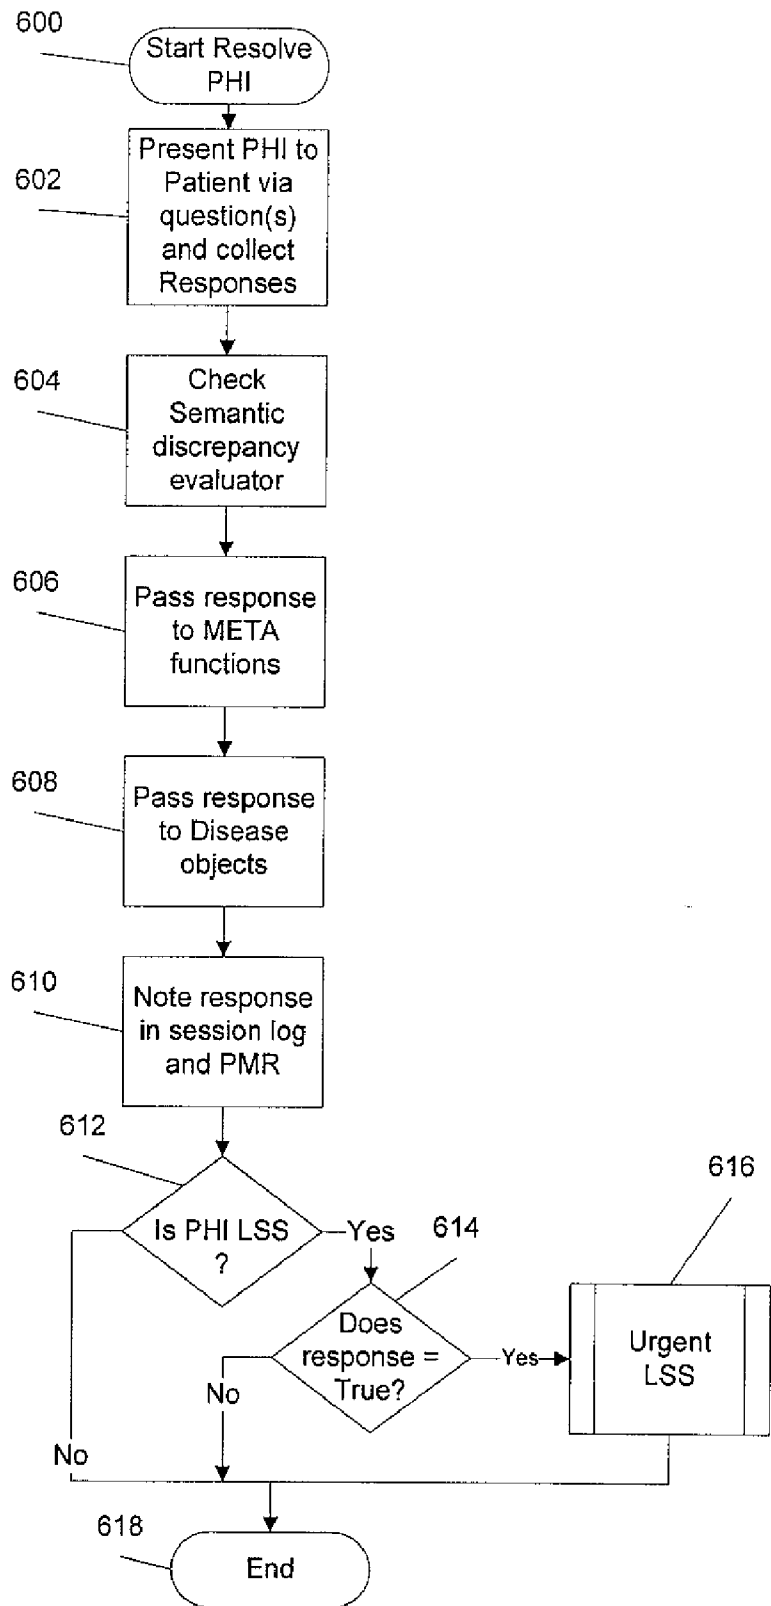 600
Start Resolve
PHI
602
Present PHI to
Patient via
question(s)
and collect
Responses
604
Check
Semantic
discrepancy
evaluator
606
Pass response
to META
functions
608
Pass response
to Disease
objects
610
Note response
in session log
and PMR
612
Is PHI LSS
?
Yes
614
Does
response =
True?
Yes
616
Urgent
LSS
No
No
618
End